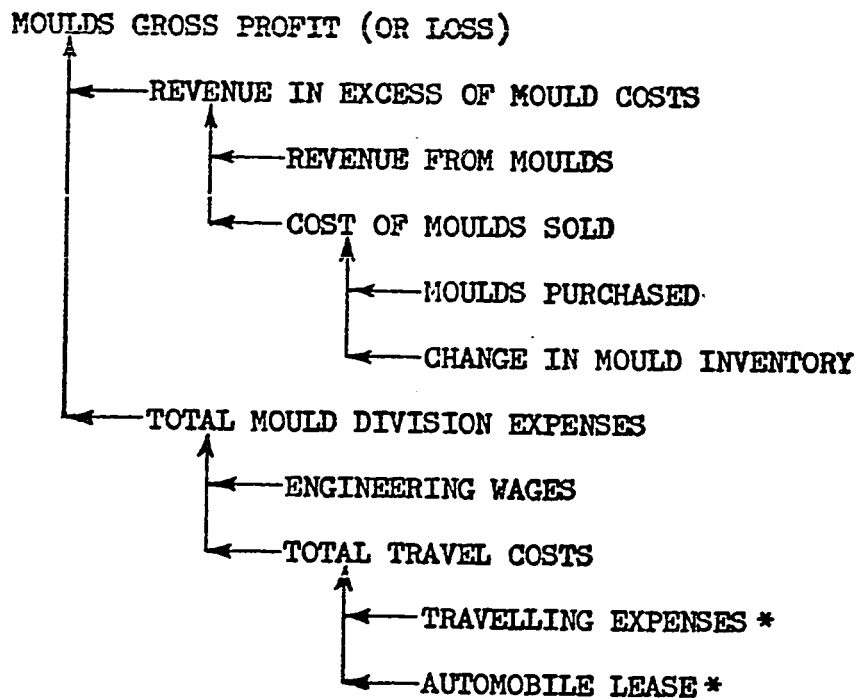 MOULDS GROSS PROFIT (OR LOSS)
REVENUE IN EXCESS OF MOULD COSTS
REVENUE FROM MOULDS
COST OF MOULDS SOLD
MOULDS PURCHASED
CHANGE IN MOULD INVENTORY
TOTAL MOULD DIVISION EXPENSES
ENGINEERING WAGES
TOTAL TRAVEL COSTS
TRAVELLING EXPENSES *
AUTOMOBILE LEASE *